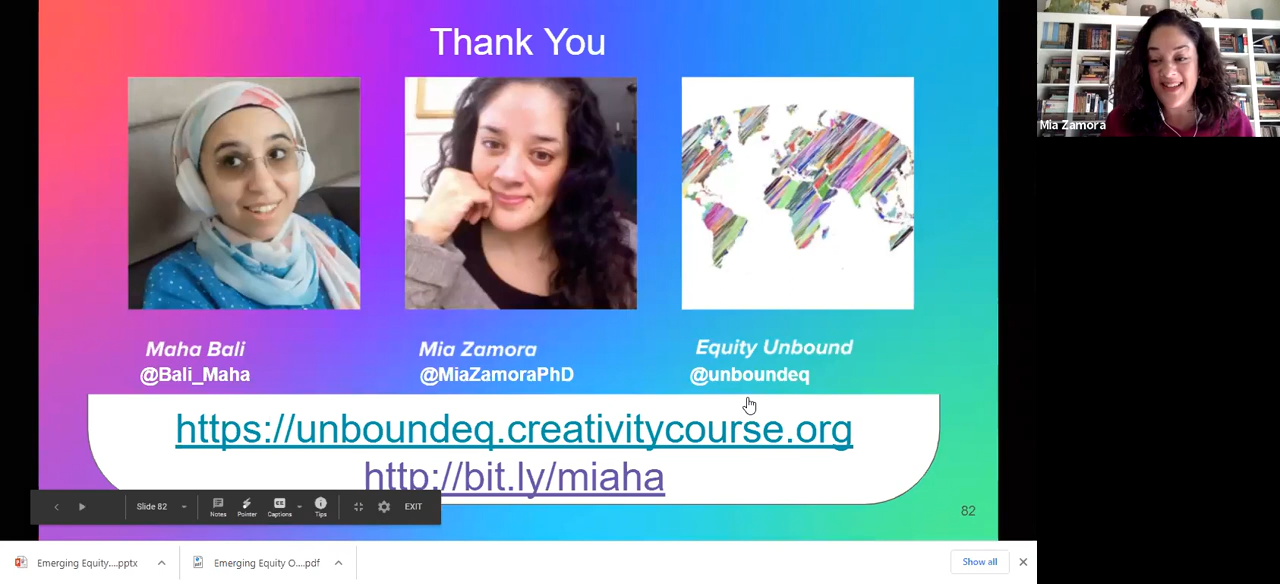 Thank You
Mia Zamora
Maha Bali
@Bali_Maha
Mia Zamora
@MiaZamoraPhD
Equity Unbound
@unboundeq
https://unboundeq.creativitycourse.org
http://bit.ly/miaha
Slide 82
Notes
Pointer
Captions
Tips
EXIT
82
Emerging Equity....pptx
Emerging Equity O....pdf
Show all